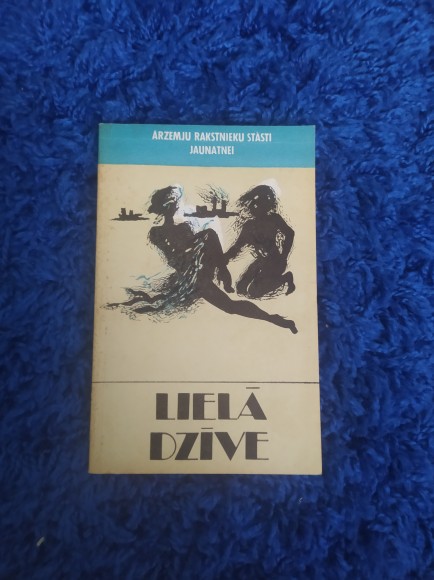 ĀRZEMJU RAKSTNIEKU STĀSTI
JAUNATNEI
LIELĀ
DZĪVE